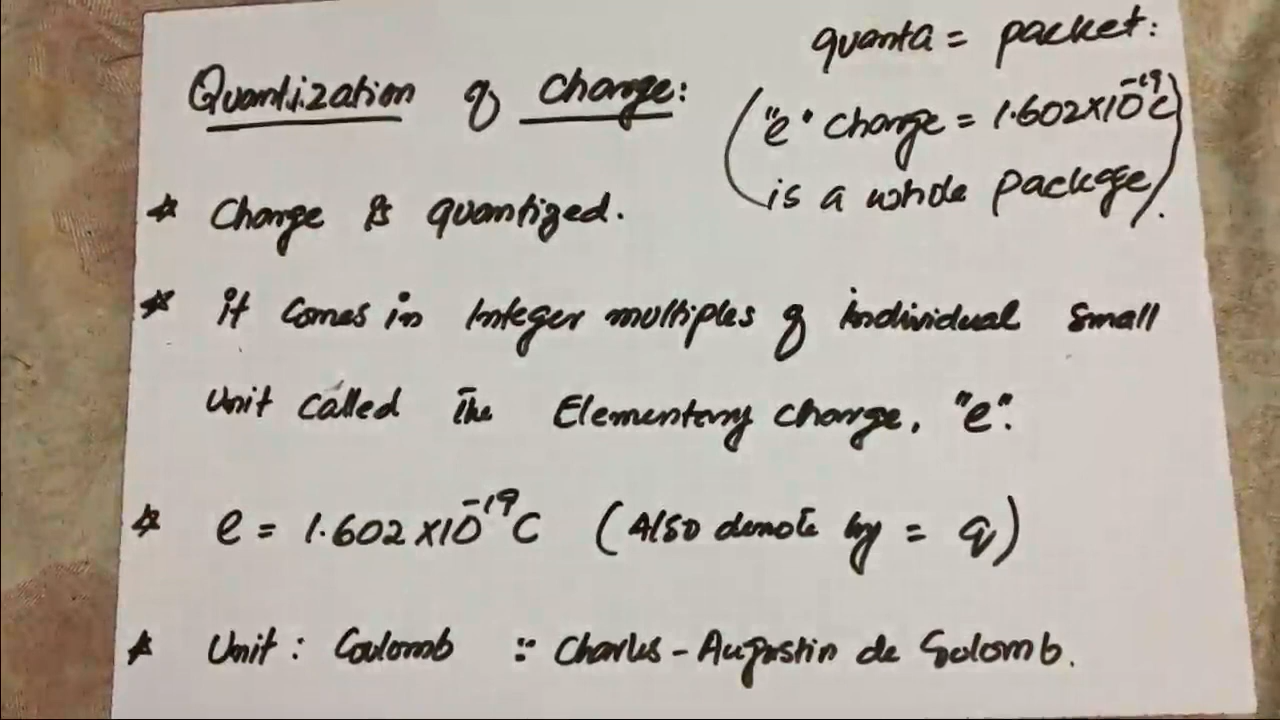 quanta = packet:
Quantization of charge:
("e" charge = 1.602×10⁻¹⁹C
is a whole package).
* Charge is quantized.
* it comes in Integer multiples of individual small
Unit called the Elementary charge, "e".
* e = 1.602×10⁻¹⁹C (Also denote by = q)
* Unit: Coulomb ∵ Charles-Augustin de Colomb.